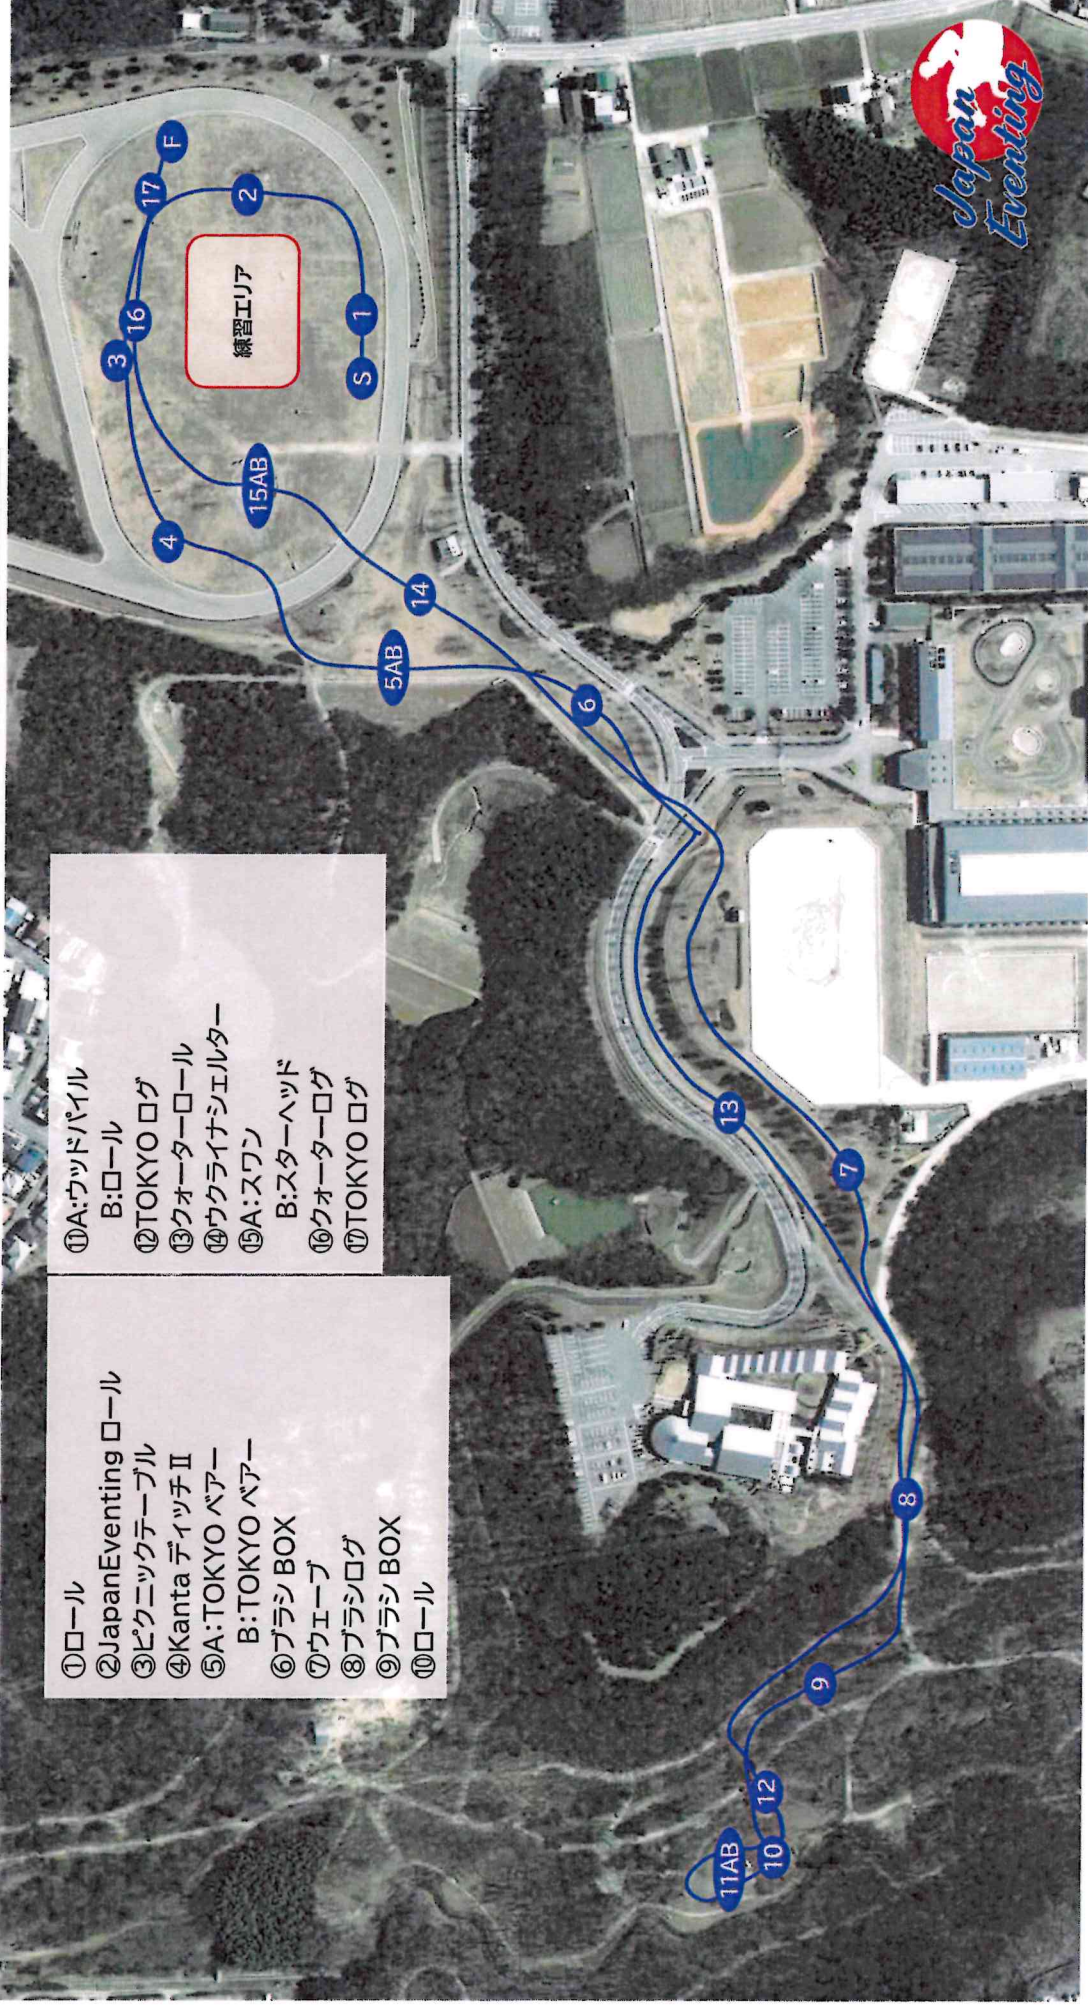 ①ロール
②JapanEventing ロール
③ピクニックテーブル
④Kanta ディッチⅡ
⑤A:TOKYO ベアー
B:TOKYO ベアー
⑥ブラシ BOX
⑦ウェーブ
⑧ブラシログ
⑨ブラシ BOX
⑩ロール
⑪A:ウッドパイル
B:ロール
⑫TOKYO ログ
⑬クォーターロール
⑭ウクライナシェルター
⑮A:スワン
B:スターヘッド
⑯クォーターログ
⑰TOKYO ログ
11AB
10
12
9
8
7
13
6
5AB
14
4
15AB
3
16
S
1
練習エリア
2
17
F
Japan
Eventing